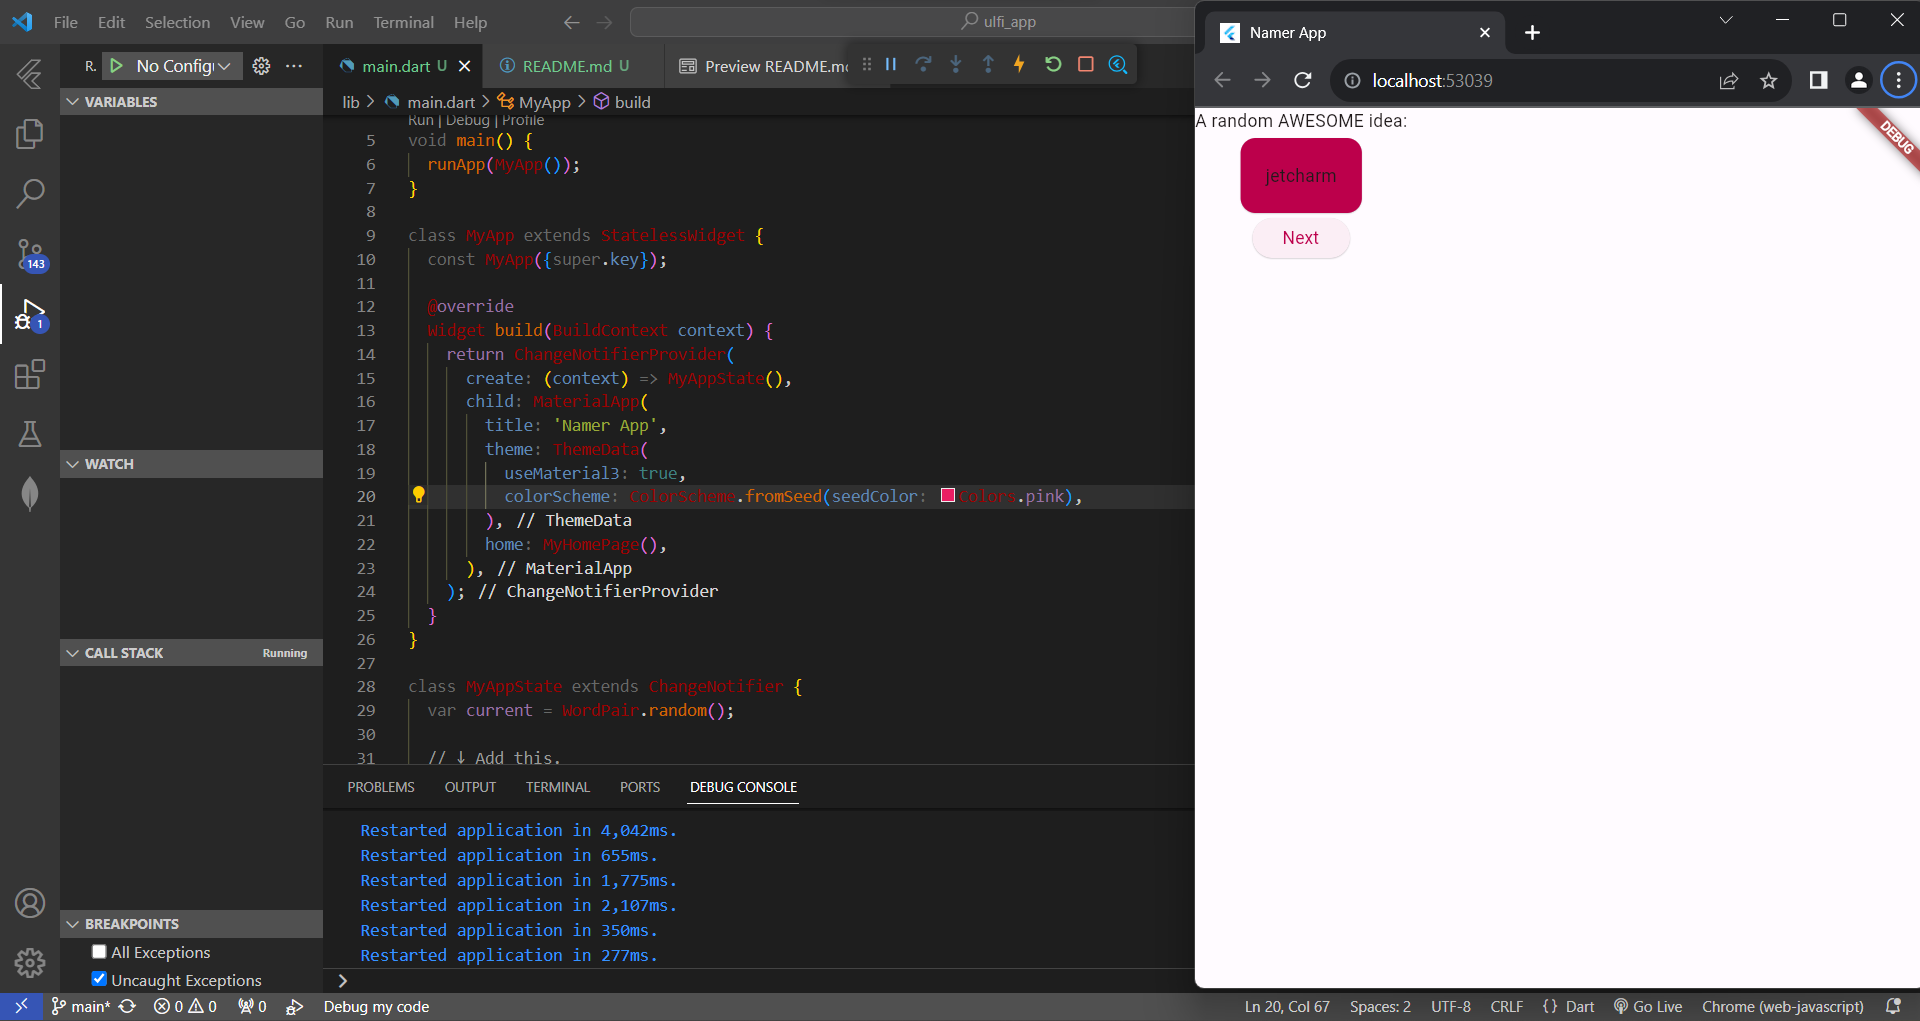 File Edit Selection View Go Run Terminal Help
ulfi_app
R. No Config
main.dart U
README.md U
Preview README.md
VARIABLES
lib > main.dart > MyApp > build
Run | Debug | Profile
5 void main() {
6 runApp(MyApp());
7 }
8
9 class MyApp extends StatelessWidget {
10 const MyApp({super.key});
11
12 @override
13 Widget build(BuildContext context) {
14 return ChangeNotifierProvider(
15 create: (context) => MyAppState(),
16 child: MaterialApp(
17 title: 'Namer App',
18 theme: ThemeData(
19 useMaterial3: true,
20 colorScheme: ColorScheme.fromSeed(seedColor: Colors.pink),
21 ), // ThemeData
22 home: MyHomePage(),
23 ), // MaterialApp
24 ); // ChangeNotifierProvider
25 }
26 }
27
28 class MyAppState extends ChangeNotifier {
29 var current = WordPair.random();
30
31 // ↓ Add this.
143
1
WATCH
CALL STACK Running
BREAKPOINTS
All Exceptions
Uncaught Exceptions
PROBLEMS OUTPUT TERMINAL PORTS DEBUG CONSOLE
Restarted application in 4,042ms.
Restarted application in 655ms.
Restarted application in 1,775ms.
Restarted application in 2,107ms.
Restarted application in 350ms.
Restarted application in 277ms.
main* 0 0 0 Debug my code
Ln 20, Col 67 Spaces: 2 UTF-8 CRLF {} Dart Go Live Chrome (web-javascript)
Namer App
localhost:53039
A random AWESOME idea:
DEBUG
jetcharm
Next